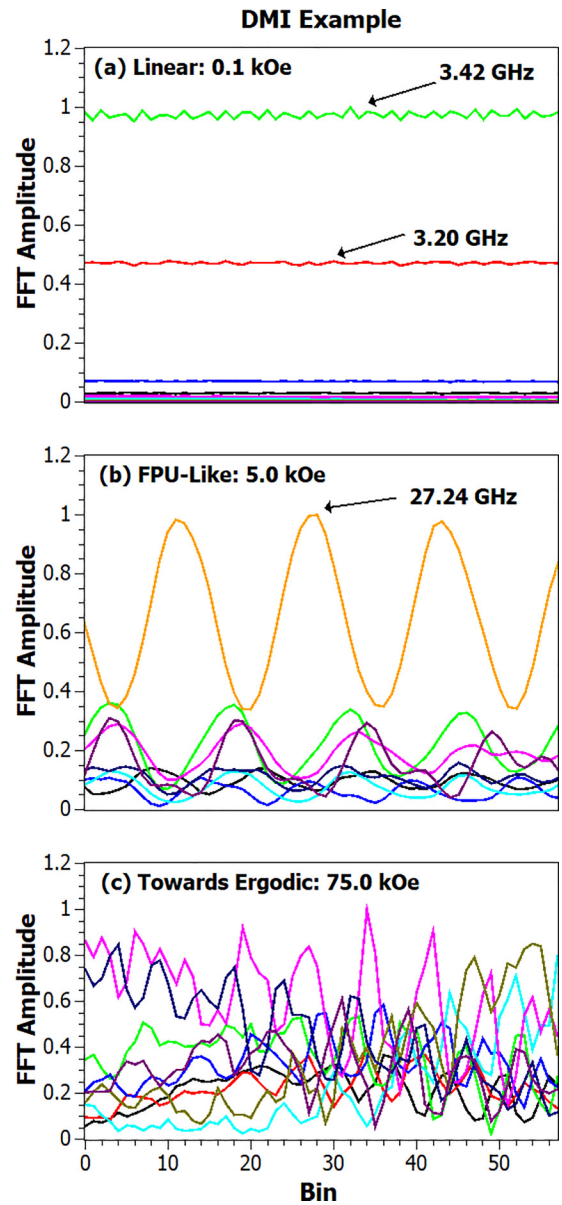 DMI Example
(a) Linear: 0.1 kOe
3.42 GHz
3.20 GHz
FFT Amplitude
1.2
1
0.8
0.6
0.4
0.2
0
(b) FPU-Like: 5.0 kOe
27.24 GHz
FFT Amplitude
1.2
1
0.8
0.6
0.4
0.2
0
(c) Towards Ergodic: 75.0 kOe
FFT Amplitude
1.2
1
0.8
0.6
0.4
0.2
0
0 10 20 30 40 50
Bin